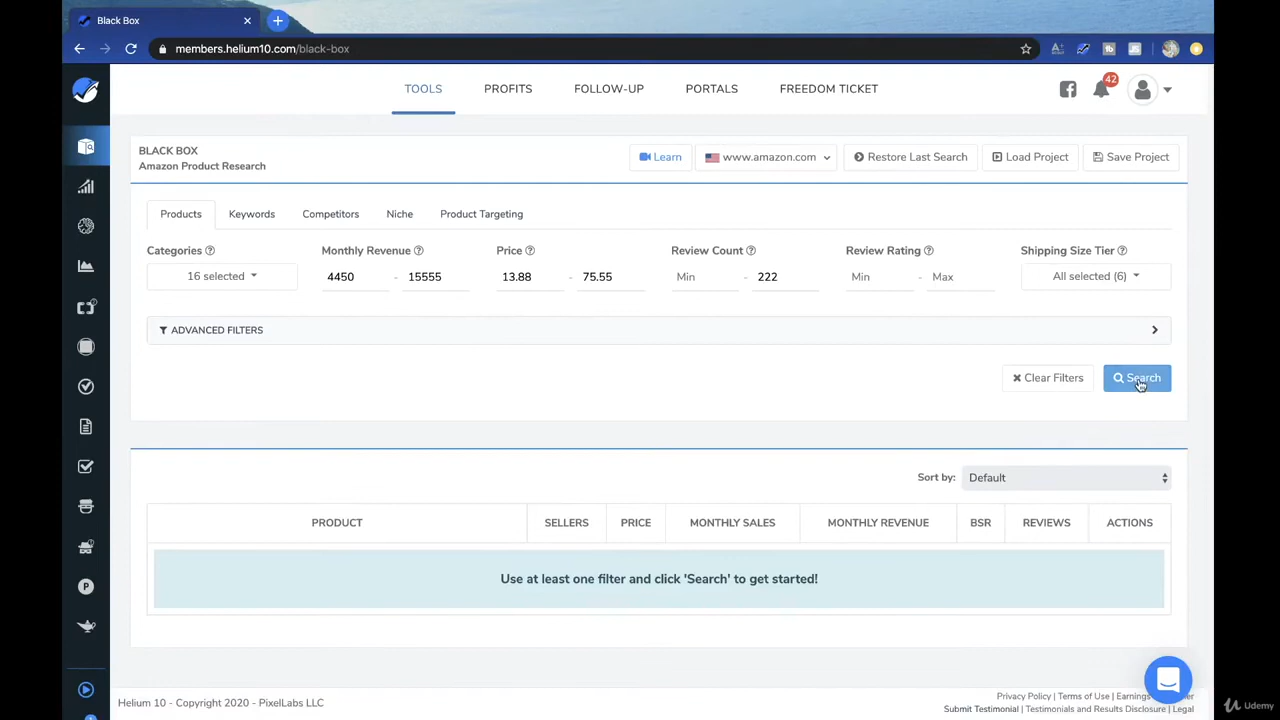 Black Box
members.helium10.com/black-box
TOOLS PROFITS FOLLOW-UP PORTALS FREEDOM TICKET
42
BLACK BOX
Amazon Product Research
Learn www.amazon.com Restore Last Search Load Project Save Project
Products Keywords Competitors Niche Product Targeting
Categories Monthly Revenue Price Review Count Review Rating Shipping Size Tier
16 selected 4450 - 15555 13.88 - 75.55 Min - 222 Min - Max All selected (6)
ADVANCED FILTERS
Clear Filters Search
Sort by: Default
PRODUCT SELLERS PRICE MONTHLY SALES MONTHLY REVENUE BSR REVIEWS ACTIONS
Use at least one filter and click 'Search' to get started!
Helium 10 - Copyright 2020 - PixelLabs LLC
Privacy Policy | Terms of Use | Earnings
Submit Testimonial | Testimonials and Results Disclosure | Legal
Udemy